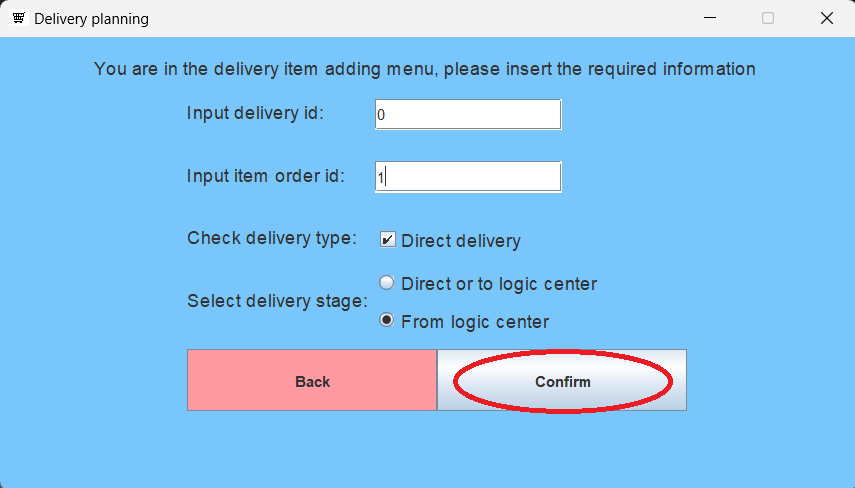 Delivery planning
You are in the delivery item adding menu, please insert the required information
Input delivery id: 0
Input item order id: 1
Check delivery type: Direct delivery
Direct or to logic center
Select delivery stage:
From logic center
Back Confirm